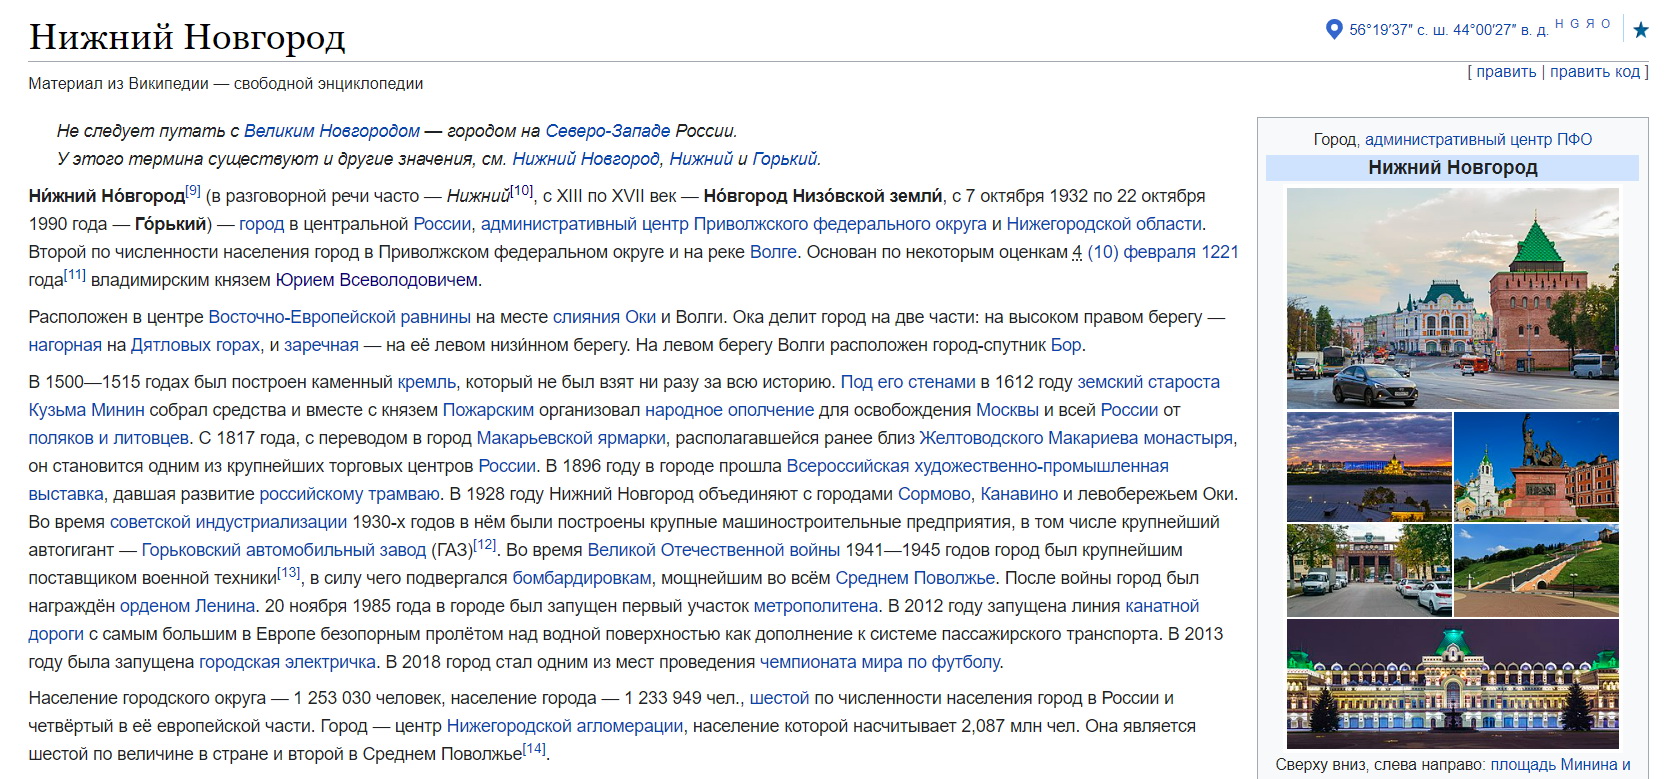 Нижний Новгород
56°19′37″ с. ш. 44°00′27″ в. д. H G Я O
[ править | править код ]
Материал из Википедии — свободной энциклопедии
Не следует путать с Великим Новгородом — городом на Северо-Западе России.
У этого термина существуют и другие значения, см. Нижний Новгород, Нижний и Горький.
Ни́жний Но́вгород[9] (в разговорной речи часто — Нижний[10], с XIII по XVII век — Но́вгород Низо́вской земли́, с 7 октября 1932 по 22 октября
1990 года — Го́рький) — город в центральной России, административный центр Приволжского федерального округа и Нижегородской области.
Второй по численности населения город в Приволжском федеральном округе и на реке Волге. Основан по некоторым оценкам 4 (10) февраля 1221
года[11] владимирским князем Юрием Всеволодовичем.
Расположен в центре Восточно-Европейской равнины на месте слияния Оки и Волги. Ока делит город на две части: на высоком правом берегу —
нагорная на Дятловых горах, и заречная — на её левом низи́нном берегу. На левом берегу Волги расположен город-спутник Бор.
В 1500—1515 годах был построен каменный кремль, который не был взят ни разу за всю историю. Под его стенами в 1612 году земский староста
Кузьма Минин собрал средства и вместе с князем Пожарским организовал народное ополчение для освобождения Москвы и всей России от
поляков и литовцев. С 1817 года, с переводом в город Макарьевской ярмарки, располагавшейся ранее близ Желтоводского Макариева монастыря,
он становится одним из крупнейших торговых центров России. В 1896 году в городе прошла Всероссийская художественно-промышленная
выставка, давшая развитие российскому трамваю. В 1928 году Нижний Новгород объединяют с городами Сормово, Канавино и левобережьем Оки.
Во время советской индустриализации 1930-х годов в нём были построены крупные машиностроительные предприятия, в том числе крупнейший
автогигант — Горьковский автомобильный завод (ГАЗ)[12]. Во время Великой Отечественной войны 1941—1945 годов город был крупнейшим
поставщиком военной техники[13], в силу чего подвергался бомбардировкам, мощнейшим во всём Среднем Поволжье. После войны город был
награждён орденом Ленина. 20 ноября 1985 года в городе был запущен первый участок метрополитена. В 2012 году запущена линия канатной
дороги с самым большим в Европе безопорным пролётом над водной поверхностью как дополнение к системе пассажирского транспорта. В 2013
году была запущена городская электричка. В 2018 город стал одним из мест проведения чемпионата мира по футболу.
Население городского округа — 1 253 030 человек, население города — 1 233 949 чел., шестой по численности населения город в России и
четвёртый в её европейской части. Город — центр Нижегородской агломерации, население которой насчитывает 2,087 млн чел. Она является
шестой по величине в стране и второй в Среднем Поволжье[14].
Город, административный центр ПФО
Нижний Новгород
Сверху вниз, слева направо: площадь Минина и